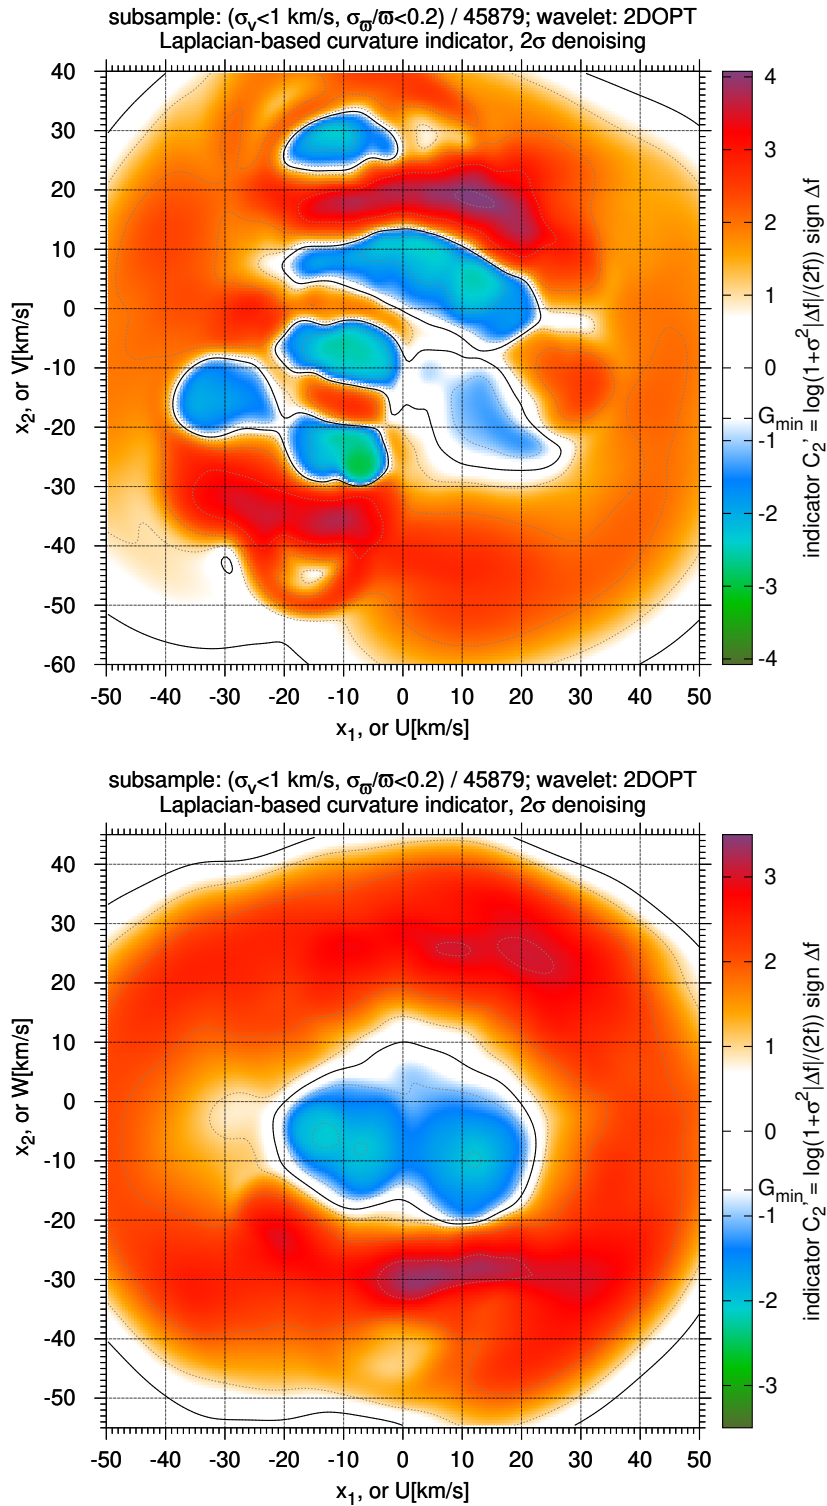 subsample: (σv<1 km/s, σϖ/ϖ<0.2) / 45879; wavelet: 2DOPT
Laplacian-based curvature indicator, 2σ denoising
40
30
20
10
0
-10
-20
-30
-40
-50
-60
x2, or V[km/s]
-50 -40 -30 -20 -10 0 10 20 30 40 50
x1, or U[km/s]
4
3
2
1
0
Gmin
-1
-2
-3
-4
indicator C2' = log(1+σ²|Δf|/(2f)) sign Δf
subsample: (σv<1 km/s, σϖ/ϖ<0.2) / 45879; wavelet: 2DOPT
Laplacian-based curvature indicator, 2σ denoising
40
30
20
10
0
-10
-20
-30
-40
-50
x2, or W[km/s]
-50 -40 -30 -20 -10 0 10 20 30 40 50
x1, or U[km/s]
3
2
1
0
Gmin
-1
-2
-3
indicator C2' = log(1+σ²|Δf|/(2f)) sign Δf